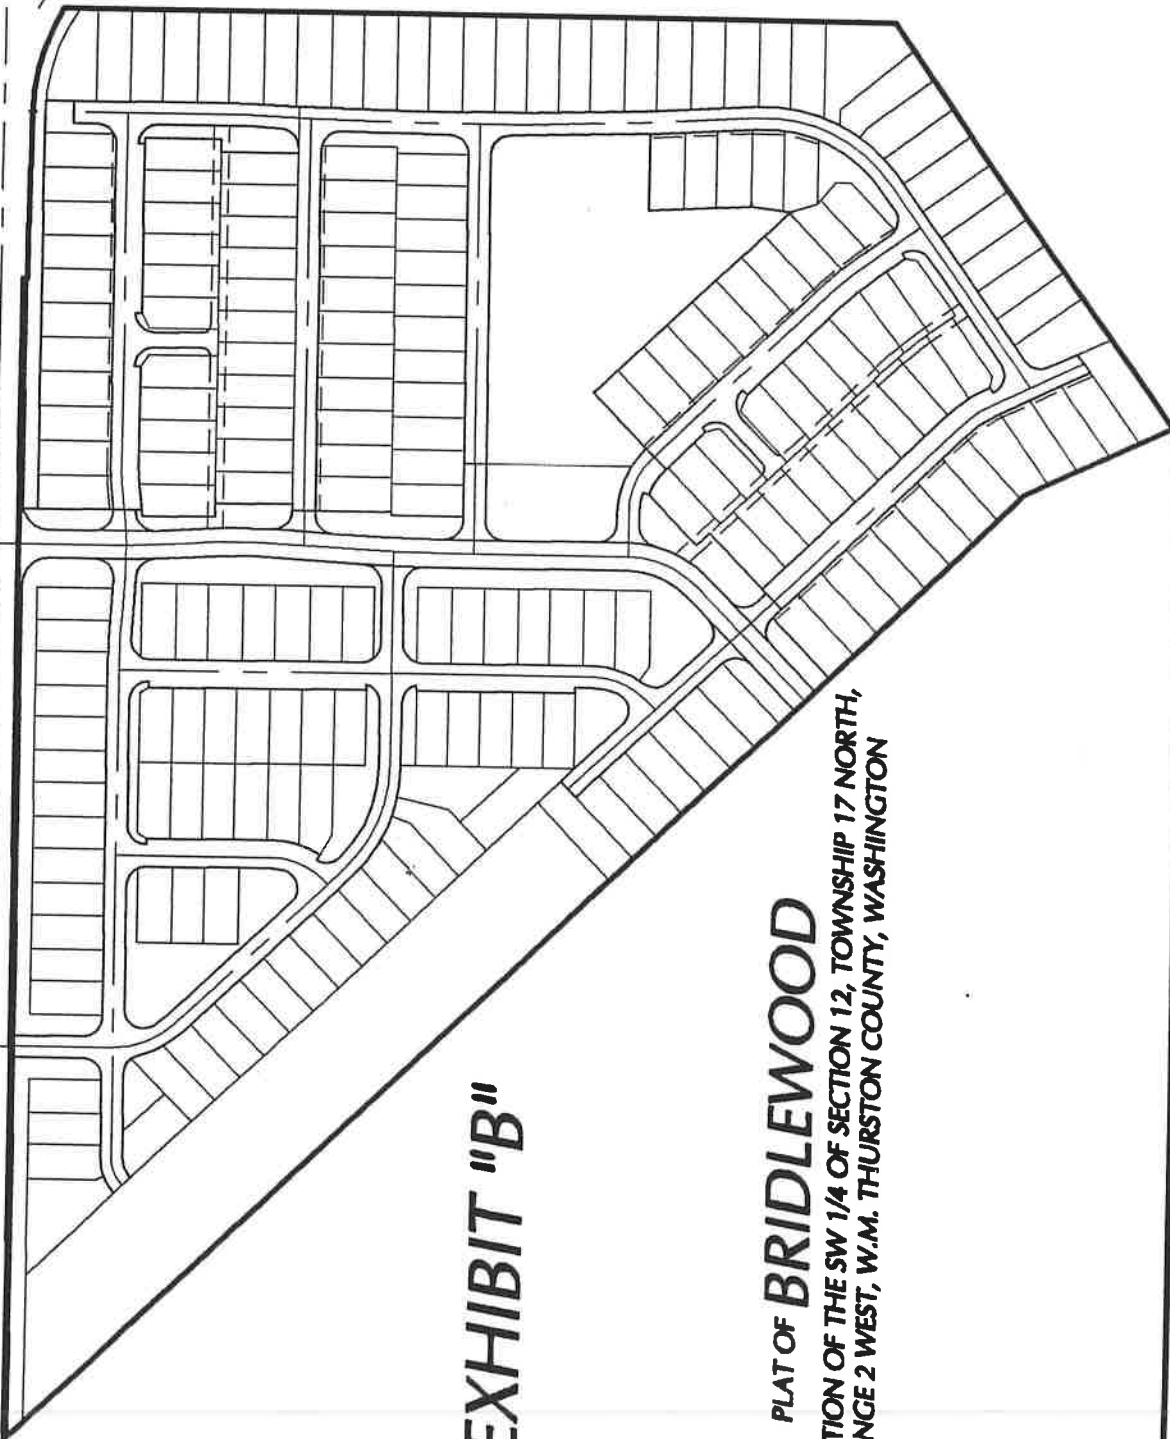 EXHIBIT "B"
PLAT OF BRIDLEWOOD
TION OF THE SW 1/4 OF SECTION 12, TOWNSHIP 17 NORTH,
NGE 2 WEST, W.M. THURSTON COUNTY, WASHINGTON